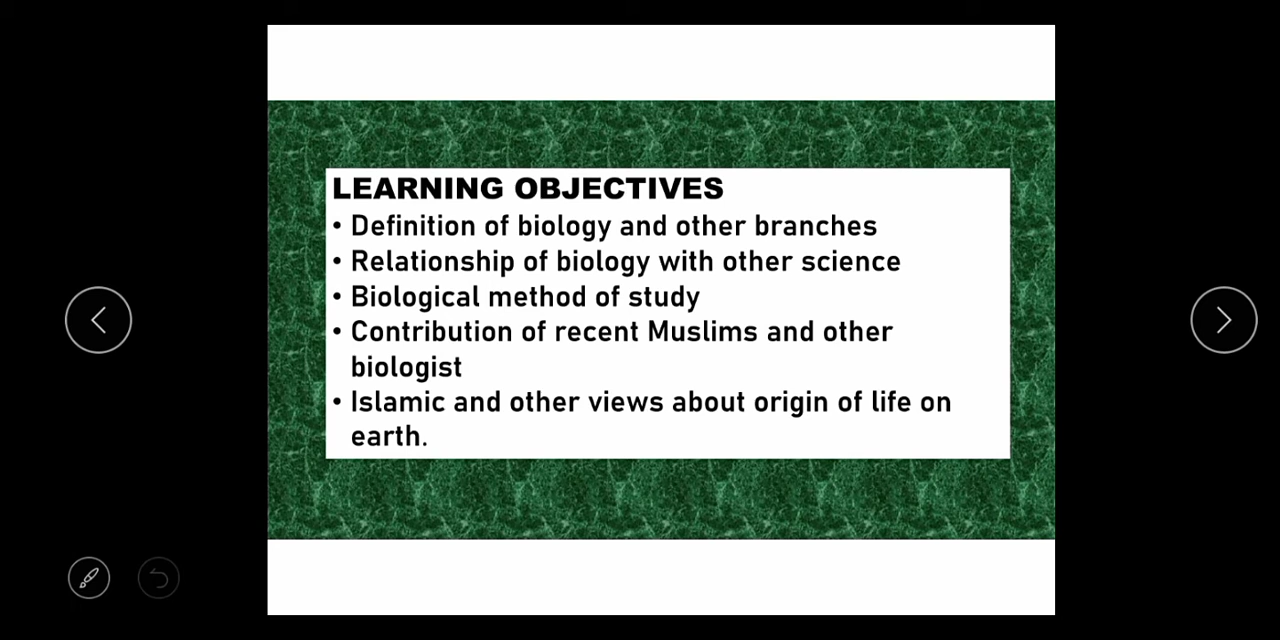 LEARNING OBJECTIVES
• Definition of biology and other branches
• Relationship of biology with other science
• Biological method of study
• Contribution of recent Muslims and other
biologist
• Islamic and other views about origin of life on
earth.